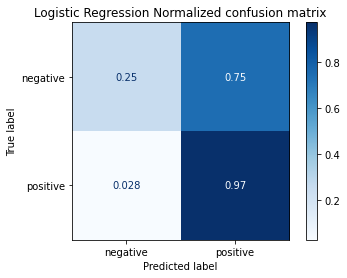 Logistic Regression Normalized confusion matrix
negative
0.25
0.75
0.8
0.6
True label
0.4
positive
0.028
0.97
0.2
negative
positive
Predicted label